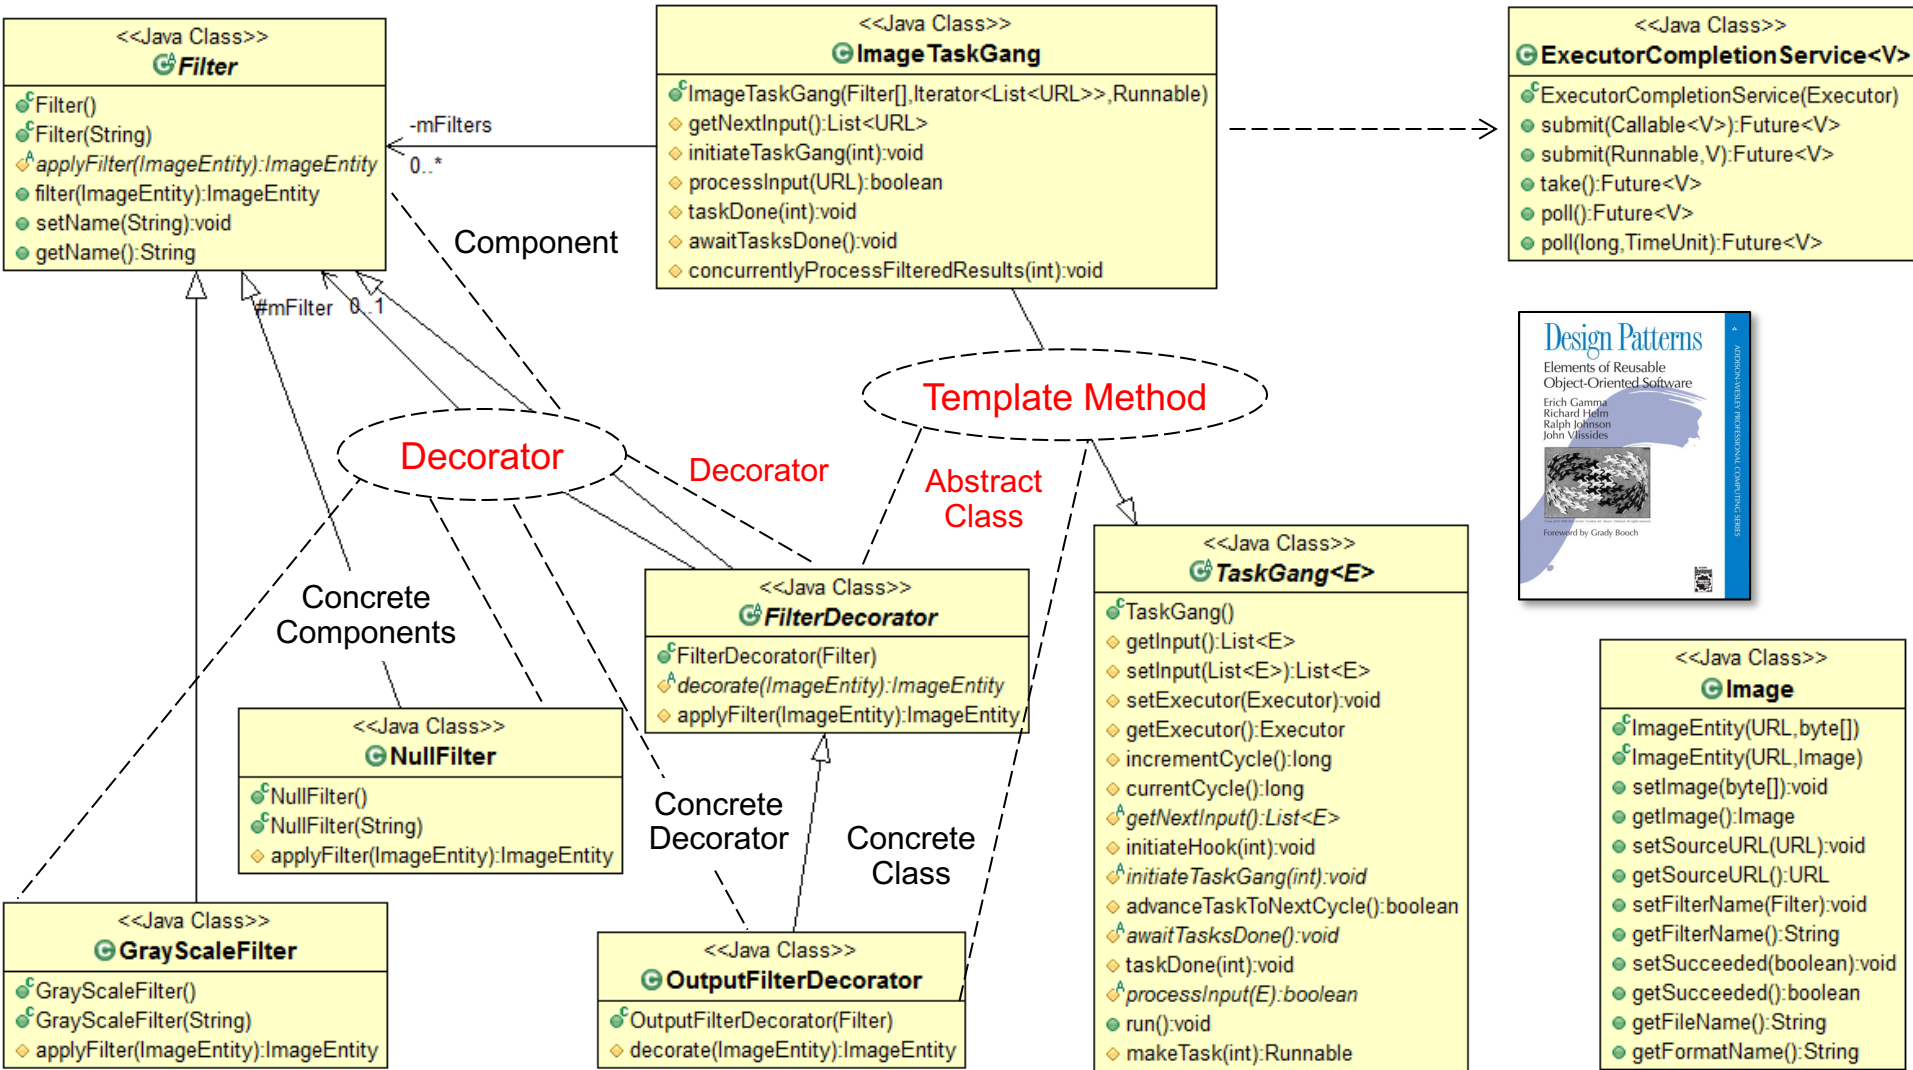 <<Java Class>>
Filter
Filter()
Filter(String)
applyFilter(ImageEntity):ImageEntity
filter(ImageEntity):ImageEntity
setName(String):void
getName():String
-mFilters
0..*
#mFilter 0..1
<<Java Class>>
ImageTaskGang
ImageTaskGang(Filter[],Iterator<List<URL>>,Runnable)
getNextInput():List<URL>
initiateTaskGang(int):void
processInput(URL):boolean
taskDone(int):void
awaitTasksDone():void
concurrentlyProcessFilteredResults(int):void
<<Java Class>>
ExecutorCompletionService<V>
ExecutorCompletionService(Executor)
submit(Callable<V>):Future<V>
submit(Runnable,V):Future<V>
take():Future<V>
poll():Future<V>
poll(long,TimeUnit):Future<V>
Component
Template Method
Decorator
Decorator
Abstract
Class
Design Patterns
Elements of Reusable
Object-Oriented Software
Erich Gamma
Richard Helm
Ralph Johnson
John Vlissides
Foreword by Grady Booch
ADDISON-WESLEY PROFESSIONAL COMPUTING SERIES
Concrete
Components
<<Java Class>>
FilterDecorator
FilterDecorator(Filter)
decorate(ImageEntity):ImageEntity
applyFilter(ImageEntity):ImageEntity
<<Java Class>>
TaskGang<E>
TaskGang()
getInput():List<E>
setInput(List<E>):List<E>
setExecutor(Executor):void
getExecutor():Executor
incrementCycle():long
currentCycle():long
getNextInput():List<E>
initiateHook(int):void
initiateTaskGang(int):void
advanceTaskToNextCycle():boolean
awaitTasksDone():void
taskDone(int):void
processInput(E):boolean
run():void
makeTask(int):Runnable
<<Java Class>>
Image
ImageEntity(URL,byte[])
ImageEntity(URL,Image)
setImage(byte[]):void
getImage():Image
setSourceURL(URL):void
getSourceURL():URL
setFilterName(Filter):void
getFilterName():String
setSucceeded(boolean):void
getSucceeded():boolean
getFileName():String
getFormatName():String
<<Java Class>>
NullFilter
NullFilter()
NullFilter(String)
applyFilter(ImageEntity):ImageEntity
Concrete
Decorator
Concrete
Class
<<Java Class>>
GrayScaleFilter
GrayScaleFilter()
GrayScaleFilter(String)
applyFilter(ImageEntity):ImageEntity
<<Java Class>>
OutputFilterDecorator
OutputFilterDecorator(Filter)
decorate(ImageEntity):ImageEntity